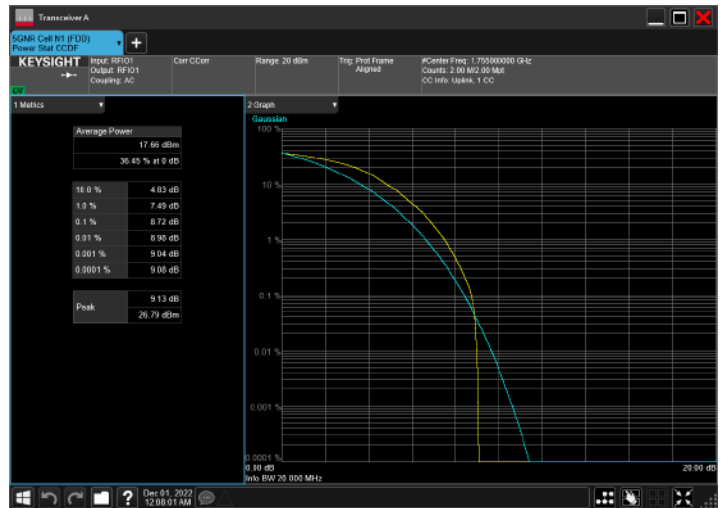 Transceiver A
5GNR Cell N1 (FDD)
Power Stat CCDF
KEYSIGHT
Input: RFIO1
Output: RFIO1
Coupling: AC
Corr CCorr
Range: 20 dBm
Trig: Prot Frame
Aligned
#Center Freq: 1.755000000 GHz
Counts: 2.00 M/2.00 Mpt
CC Info: Uplink, 1 CC
1 Metrics
Average Power
17.66 dBm
36.45 % at 0 dB
10.0 % 4.83 dB
1.0 % 7.49 dB
0.1 % 8.72 dB
0.01 % 8.98 dB
0.001 % 9.04 dB
0.0001 % 9.08 dB
Peak
9.13 dB
26.79 dBm
2 Graph
Gaussian
100 %
10 %
1 %
0.1 %
0.01 %
0.001 %
0.0001 %
0.00 dB
20.00 dB
Info BW 20.000 MHz
?
Dec 01, 2022
12:08:01 AM